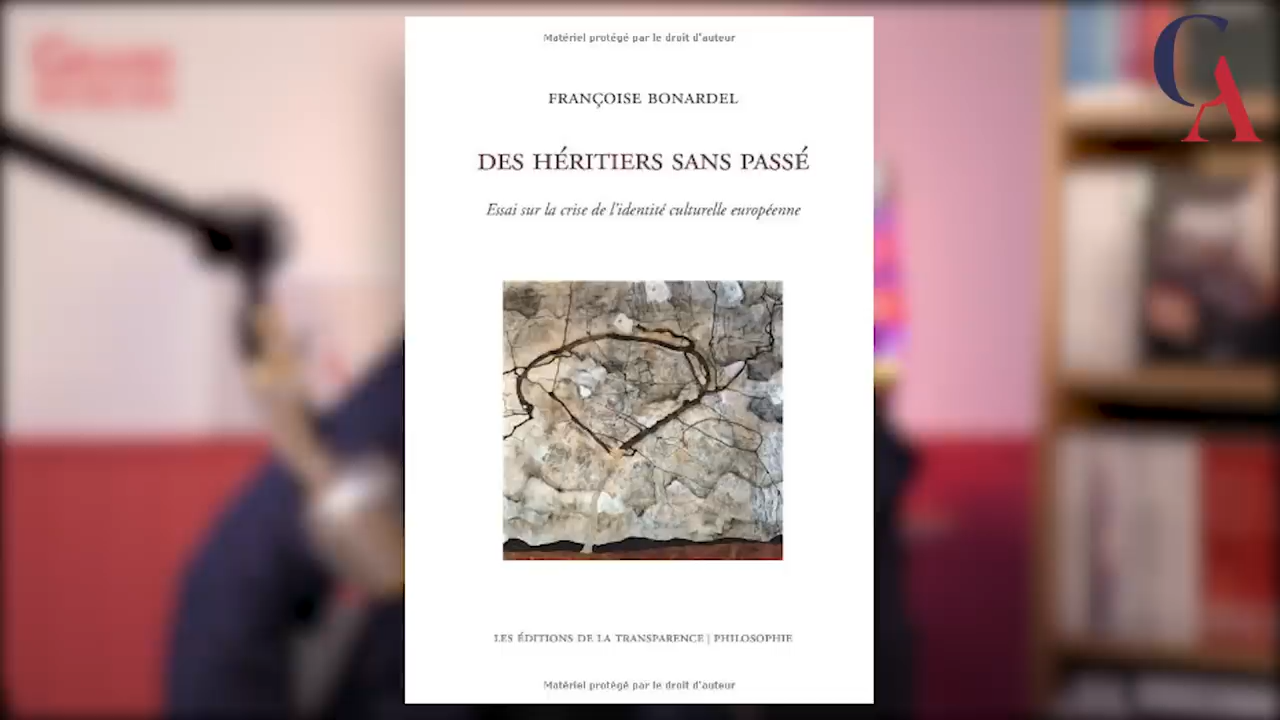 Matériel protégé par le droit d'auteur
CA
FRANÇOISE BONARDEL
DES HÉRITIERS SANS PASSÉ
Essai sur la crise de l'identité culturelle européenne
LES ÉDITIONS DE LA TRANSPARENCE | PHILOSOPHIE
Matériel protégé par le droit d'auteur